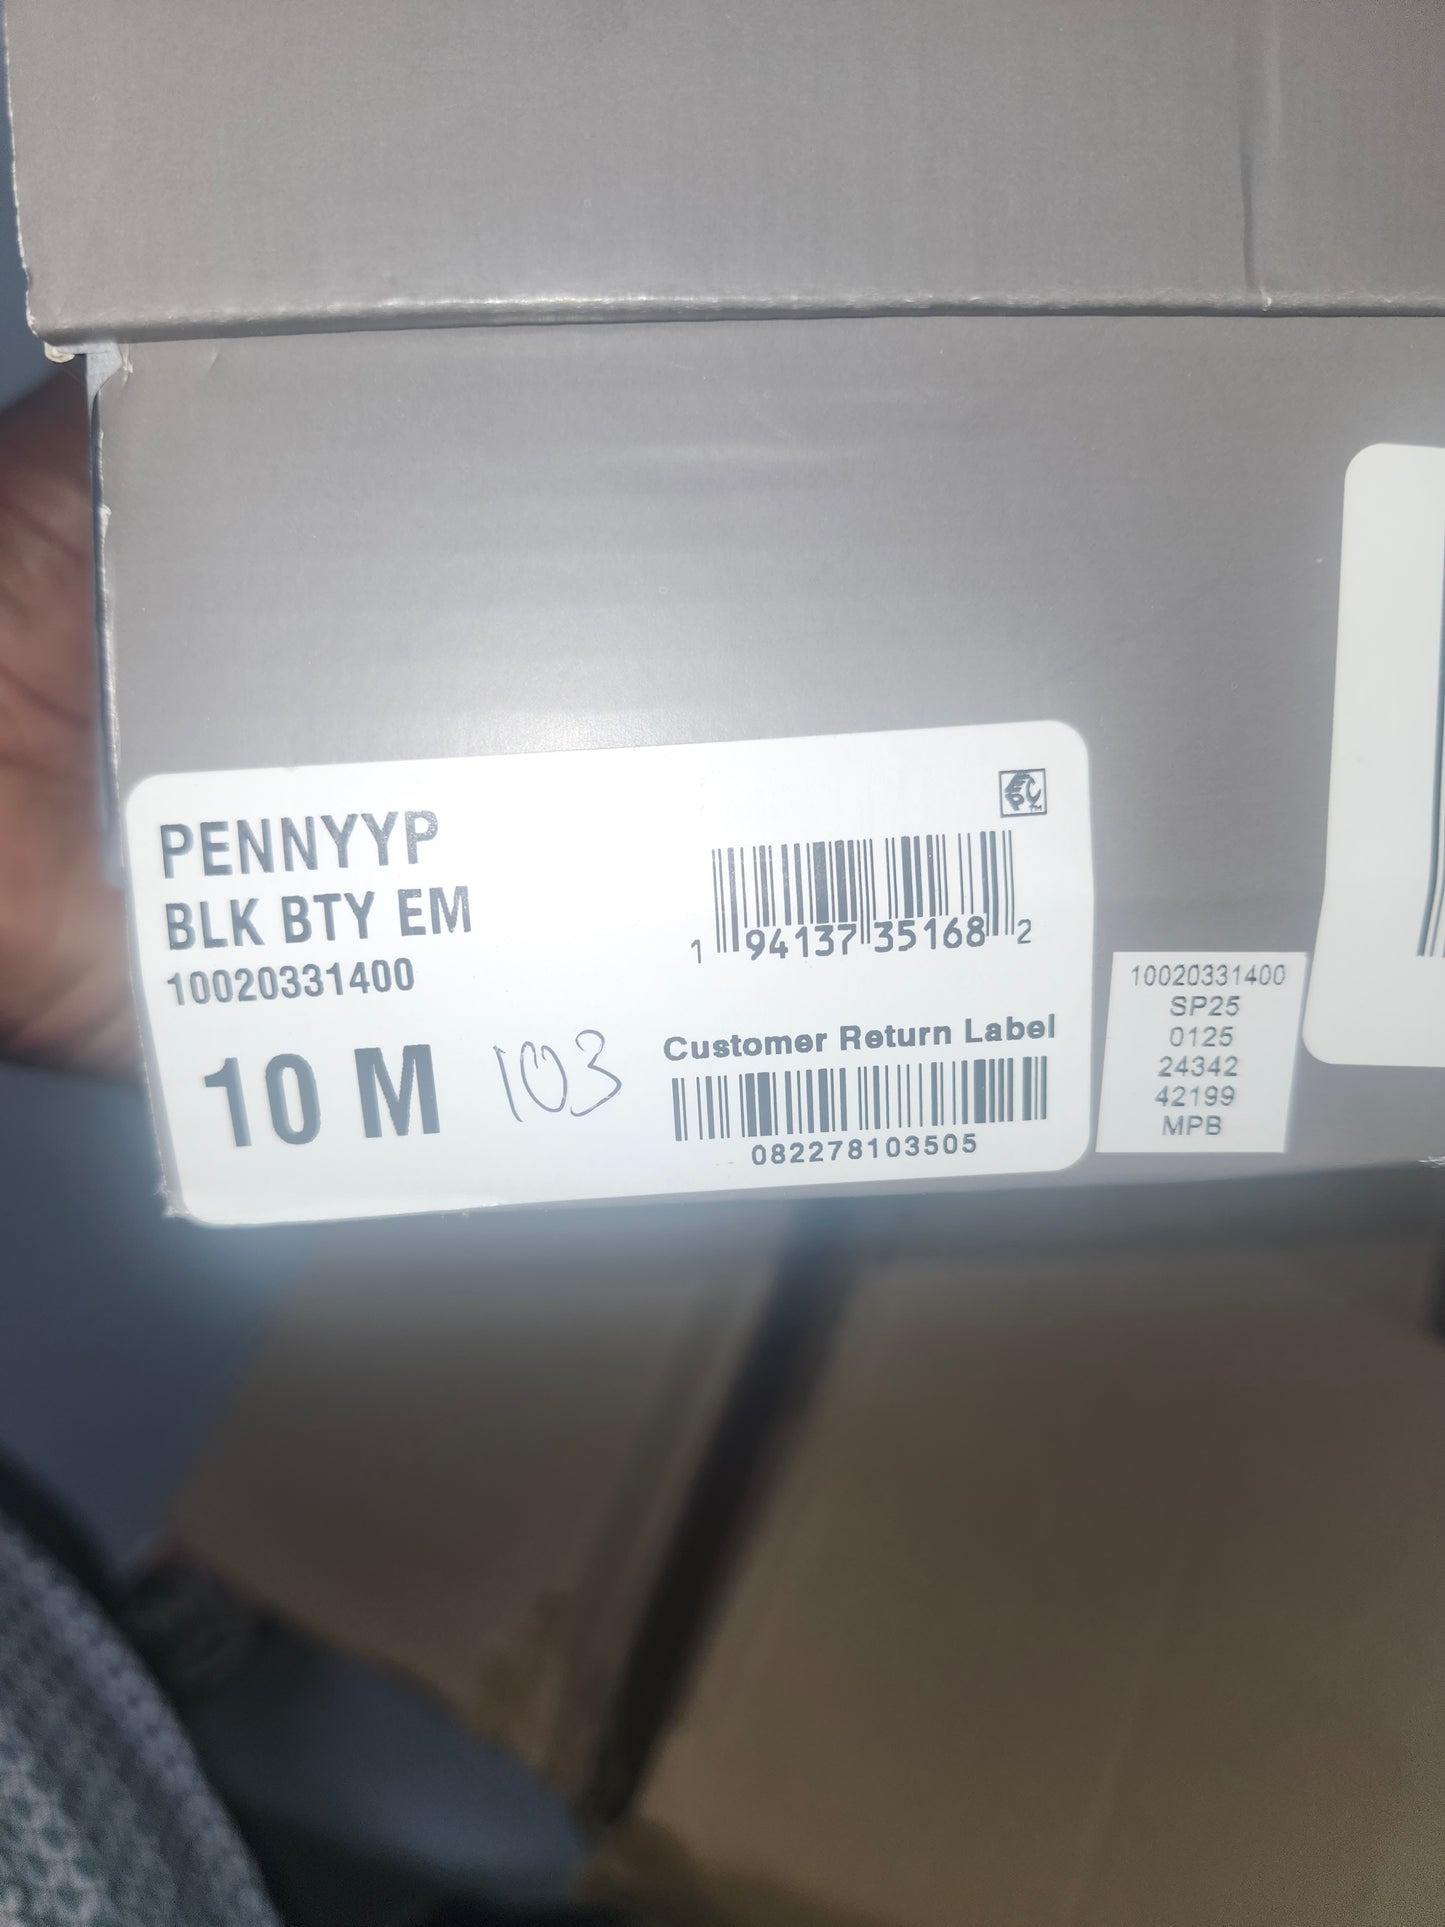 PENNYYP
BLK BTY EM
10020331400
10 M
103
EPC™
1 94137 35168 2
Customer Return Label
082278103505
10020331400
SP25
0125
24342
42199
MPB